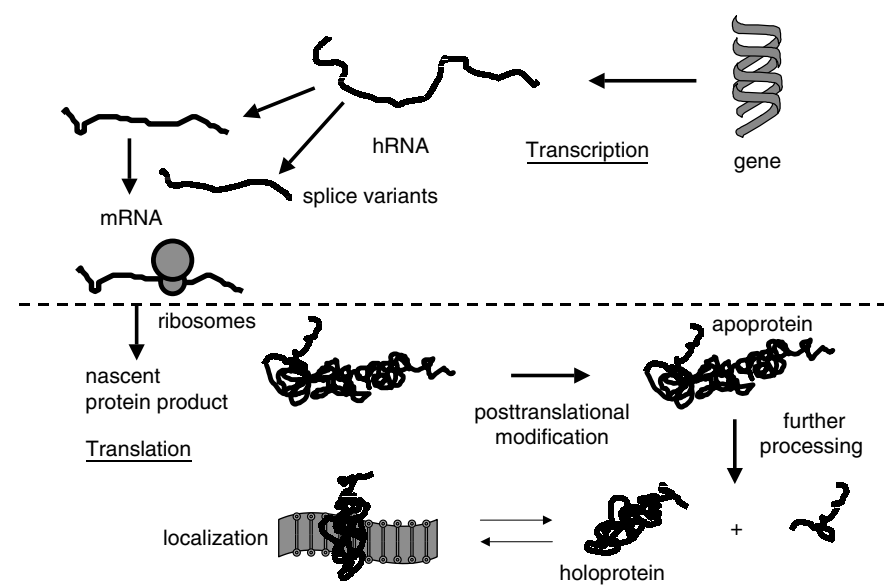 hRNA
Transcription
gene
splice variants
mRNA
ribosomes
apoprotein
nascent
protein product
posttranslational
modification
further
processing
Translation
localization
+
holoprotein